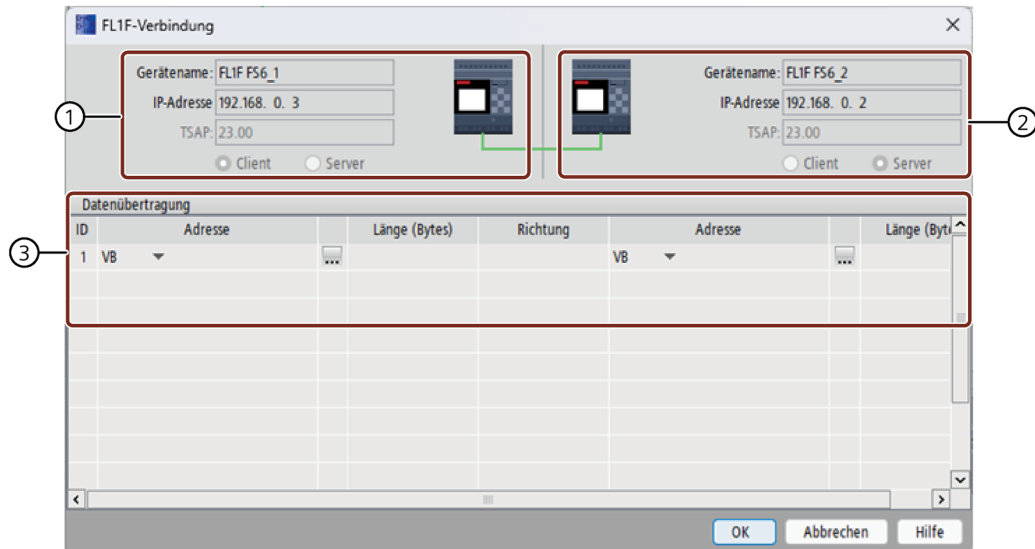 FL1F-Verbindung
Gerätename: FL1F FS6_1
IP-Adresse 192.168. 0. 3
TSAP: 23.00
Client Server
Gerätename: FL1F FS6_2
IP-Adresse 192.168. 0. 2
TSAP: 23.00
Client Server
1
2
3
Datenübertragung
ID Adresse Länge (Bytes) Richtung Adresse Länge (Byt
1 VB ... VB ...
OK Abbrechen Hilfe